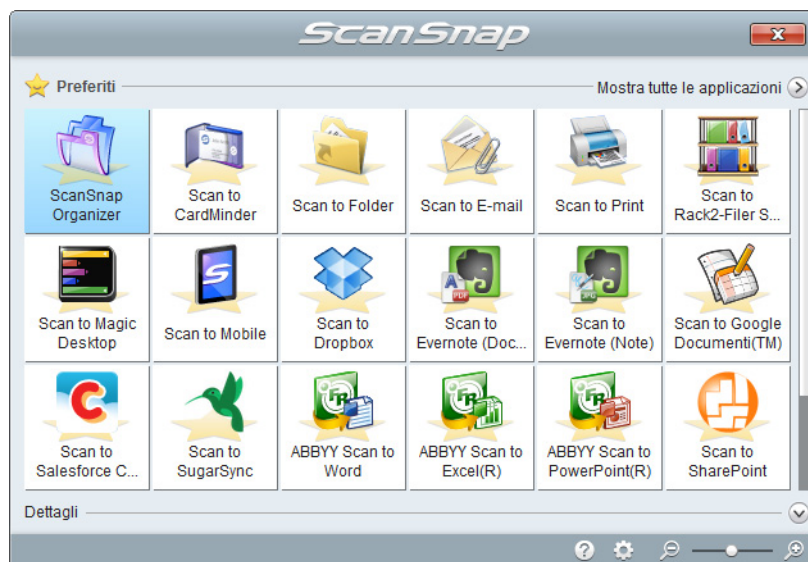 ScanSnap
Preferiti
Mostra tutte le applicazioni
ScanSnap
Organizer
Scan to
CardMinder
Scan to Folder
Scan to E-mail
Scan to Print
Scan to
Rack2-Filer S...
Scan to Magic
Desktop
Scan to Mobile
Scan to
Dropbox
Scan to
Evernote (Doc...
Scan to
Evernote (Note)
Scan to Google
Documenti(TM)
Scan to
Salesforce C...
Scan to
SugarSync
ABBYY Scan to
Word
ABBYY Scan to
Excel(R)
ABBYY Scan to
PowerPoint(R)
Scan to
SharePoint
Dettagli